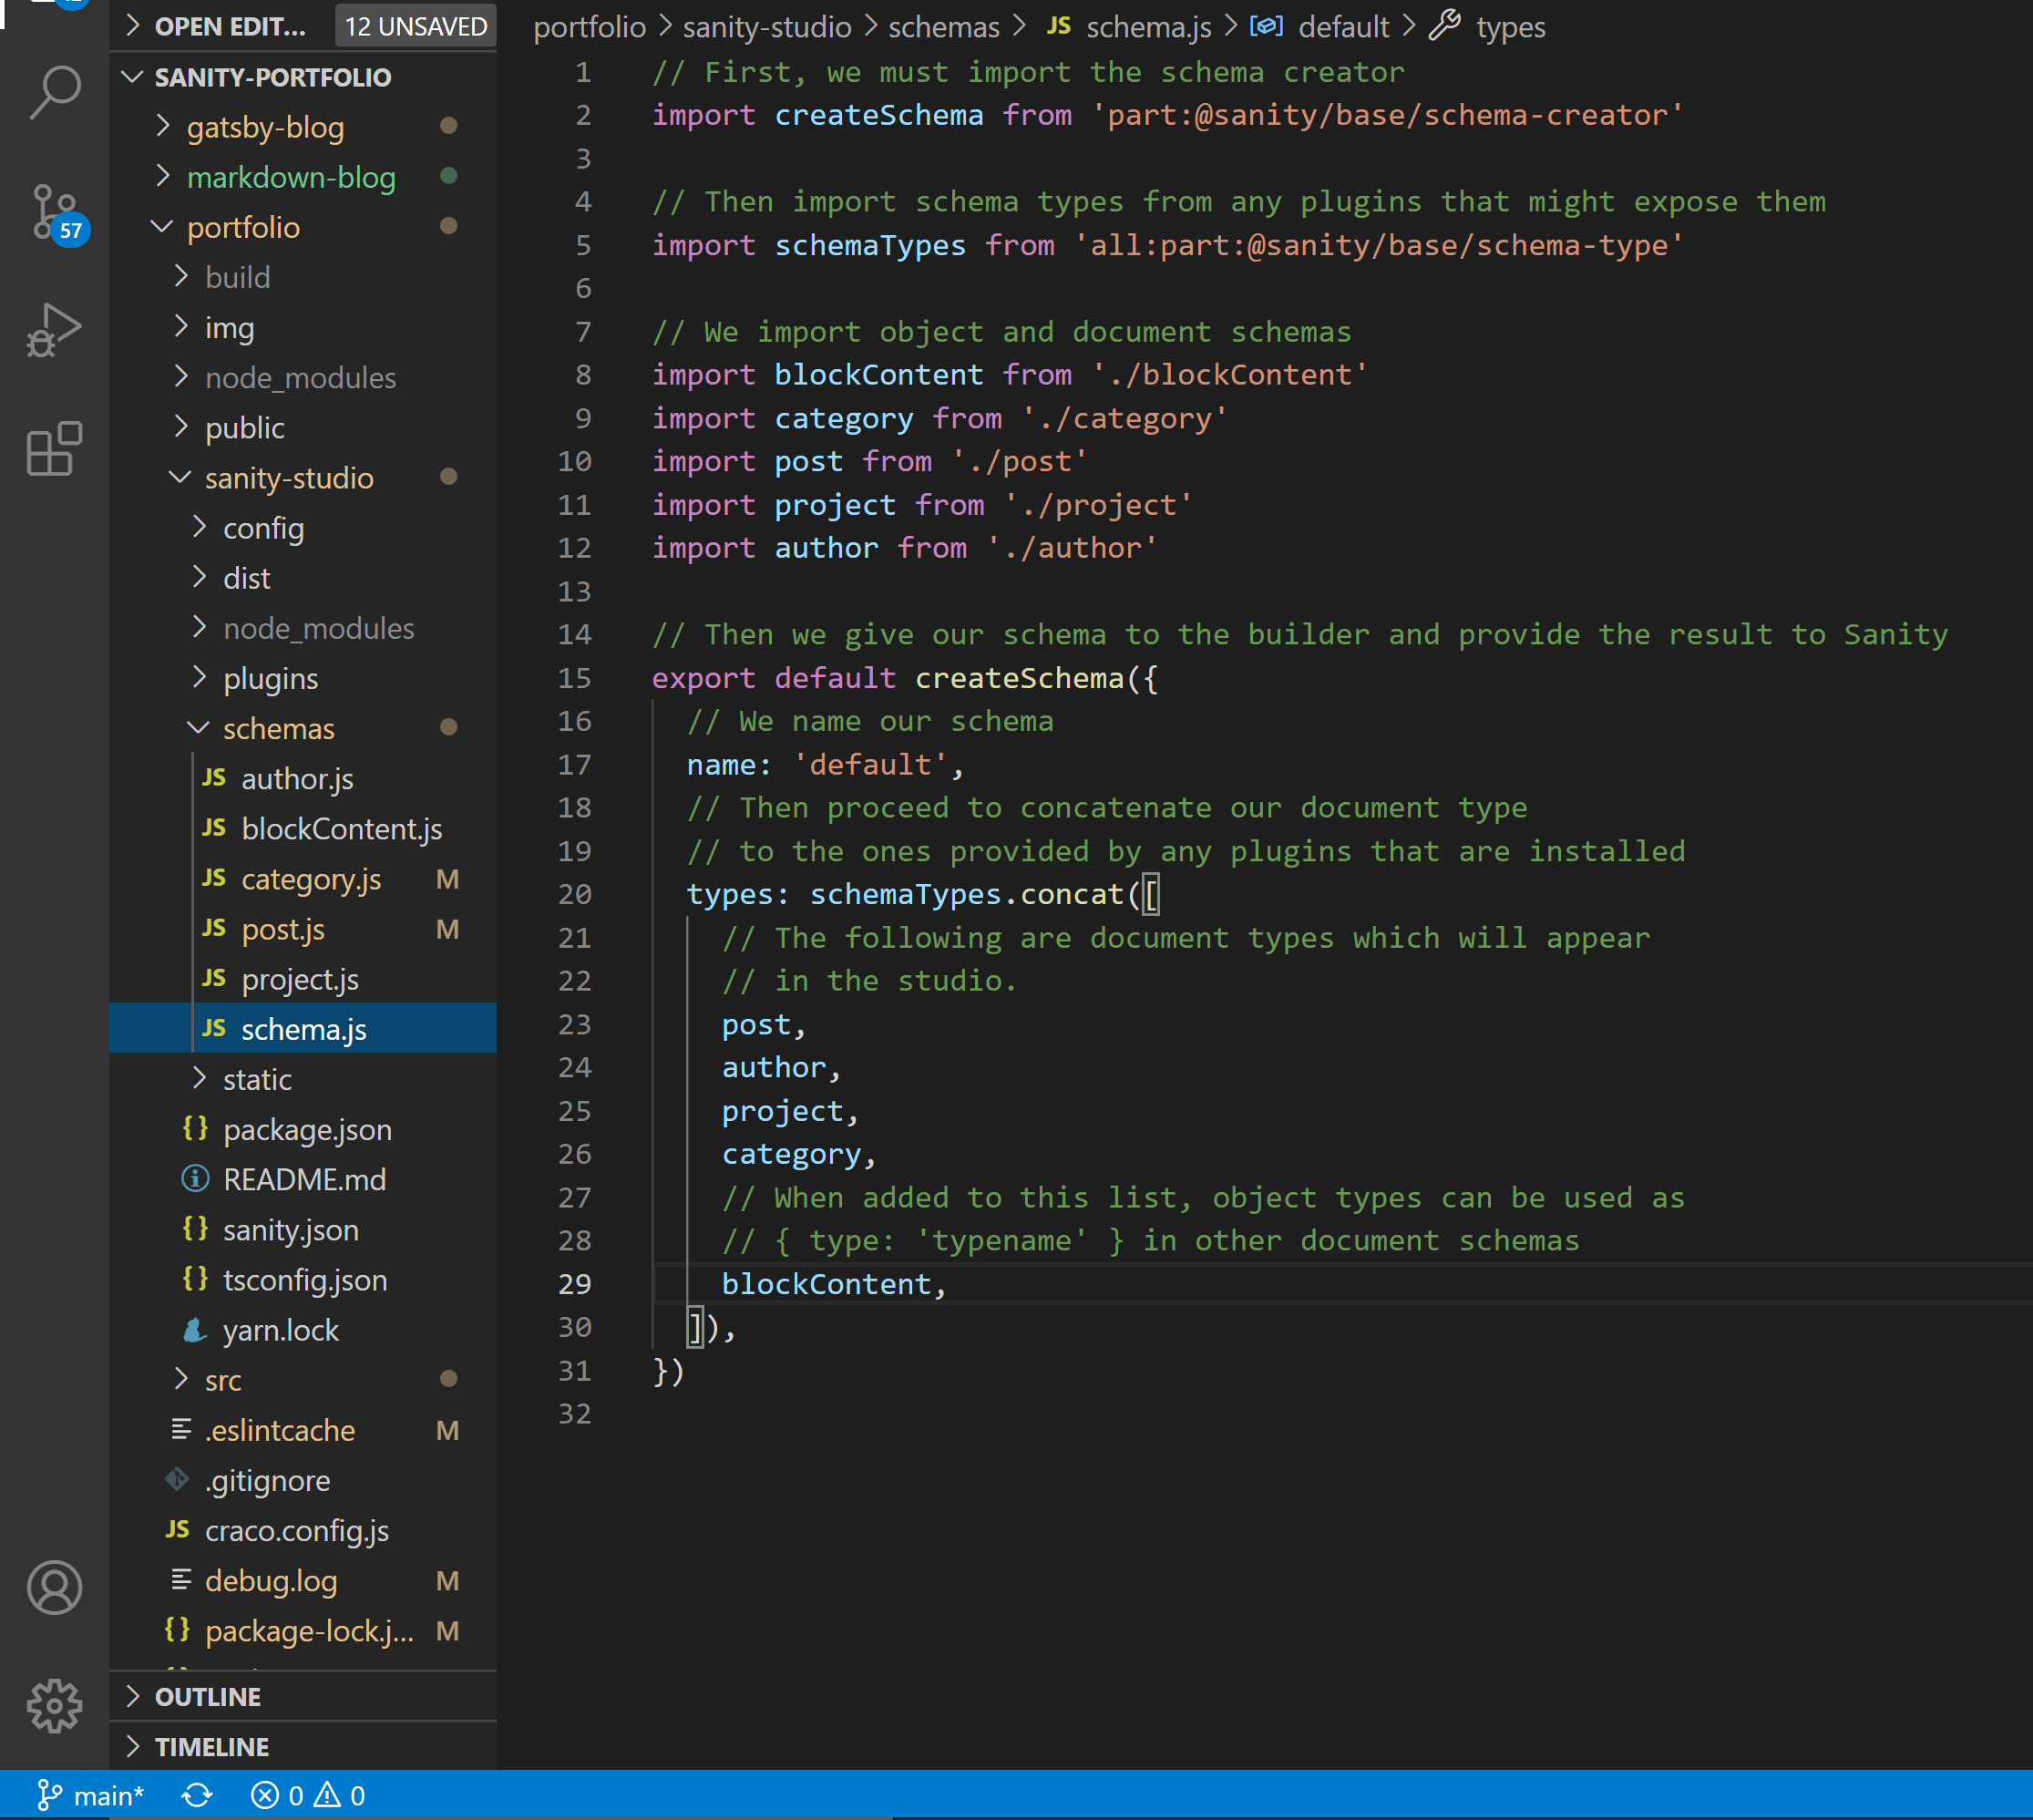 OPEN EDIT... 12 UNSAVED
SANITY-PORTFOLIO
gatsby-blog
markdown-blog
portfolio
57
build
img
node_modules
public
sanity-studio
config
dist
node_modules
plugins
schemas
JS author.js
JS blockContent.js
JS category.js M
JS post.js M
JS project.js
JS schema.js
static
{} package.json
README.md
{} sanity.json
{} tsconfig.json
yarn.lock
src
.eslintcache M
.gitignore
JS craco.config.js
debug.log M
{} package-lock.j... M
OUTLINE
TIMELINE
portfolio > sanity-studio > schemas > JS schema.js > default > types
1 // First, we must import the schema creator
2 import createSchema from 'part:@sanity/base/schema-creator'
3
4 // Then import schema types from any plugins that might expose them
5 import schemaTypes from 'all:part:@sanity/base/schema-type'
6
7 // We import object and document schemas
8 import blockContent from './blockContent'
9 import category from './category'
10 import post from './post'
11 import project from './project'
12 import author from './author'
13
14 // Then we give our schema to the builder and provide the result to Sanity
15 export default createSchema({
16 // We name our schema
17 name: 'default',
18 // Then proceed to concatenate our document type
19 // to the ones provided by any plugins that are installed
20 types: schemaTypes.concat([
21 // The following are document types which will appear
22 // in the studio.
23 post,
24 author,
25 project,
26 category,
27 // When added to this list, object types can be used as
28 // { type: 'typename' } in other document schemas
29 blockContent,
30 ]),
31 })
32
main* 0 0